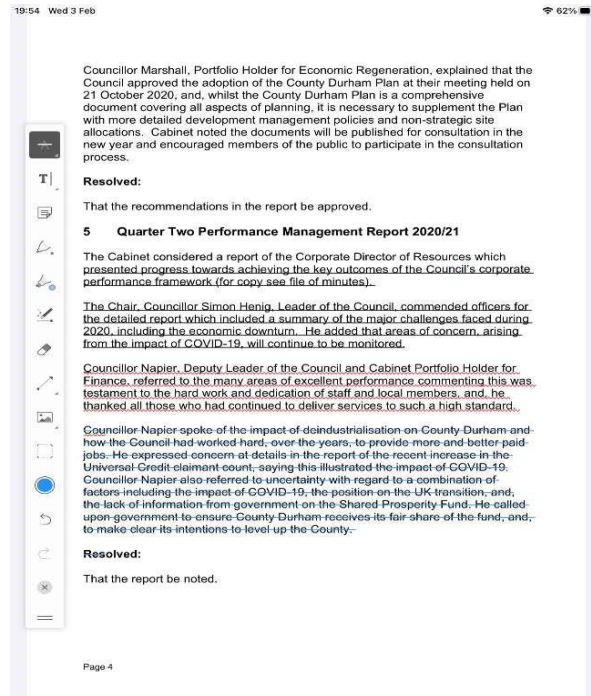 19:54 Wed 3 Feb
62%
Councillor Marshall, Portfolio Holder for Economic Regeneration, explained that the
Council approved the adoption of the County Durham Plan at their meeting held on
21 October 2020, and, whilst the County Durham Plan is a comprehensive
document covering all aspects of planning, it is necessary to supplement the Plan
with more detailed development management policies and non-strategic site
allocations. Cabinet noted the documents will be published for consultation in the
new year and encouraged members of the public to participate in the consultation
process.
Resolved:
That the recommendations in the report be approved.
5 Quarter Two Performance Management Report 2020/21
The Cabinet considered a report of the Corporate Director of Resources which
presented progress towards achieving the key outcomes of the Council's corporate
performance framework (for copy see file of minutes).
The Chair, Councillor Simon Henig, Leader of the Council, commended officers for
the detailed report which included a summary of the major challenges faced during
2020, including the economic downturn. He added that areas of concern, arising
from the impact of COVID-19, will continue to be monitored.
Councillor Napier, Deputy Leader of the Council and Cabinet Portfolio Holder for
Finance, referred to the many areas of excellent performance commenting this was
testament to the hard work and dedication of staff and local members, and, he
thanked all those who had continued to deliver services to such a high standard.
Councillor Napier spoke of the impact of deindustrialisation on County Durham and
how the Council had worked hard, over the years, to provide more and better paid
jobs. He expressed concern at details in the report of the recent increase in the
Universal Credit claimant count, saying this illustrated the impact of COVID-19.
Councillor Napier also referred to uncertainty with regard to a combination of
factors including the impact of COVID-19, the position on the UK transition, and,
the lack of information from government on the Shared Prosperity Fund. He called
upon government to ensure County Durham receives its fair share of the fund, and,
to make clear its intentions to level up the County.
Resolved:
That the report be noted.
Page 4
A
T